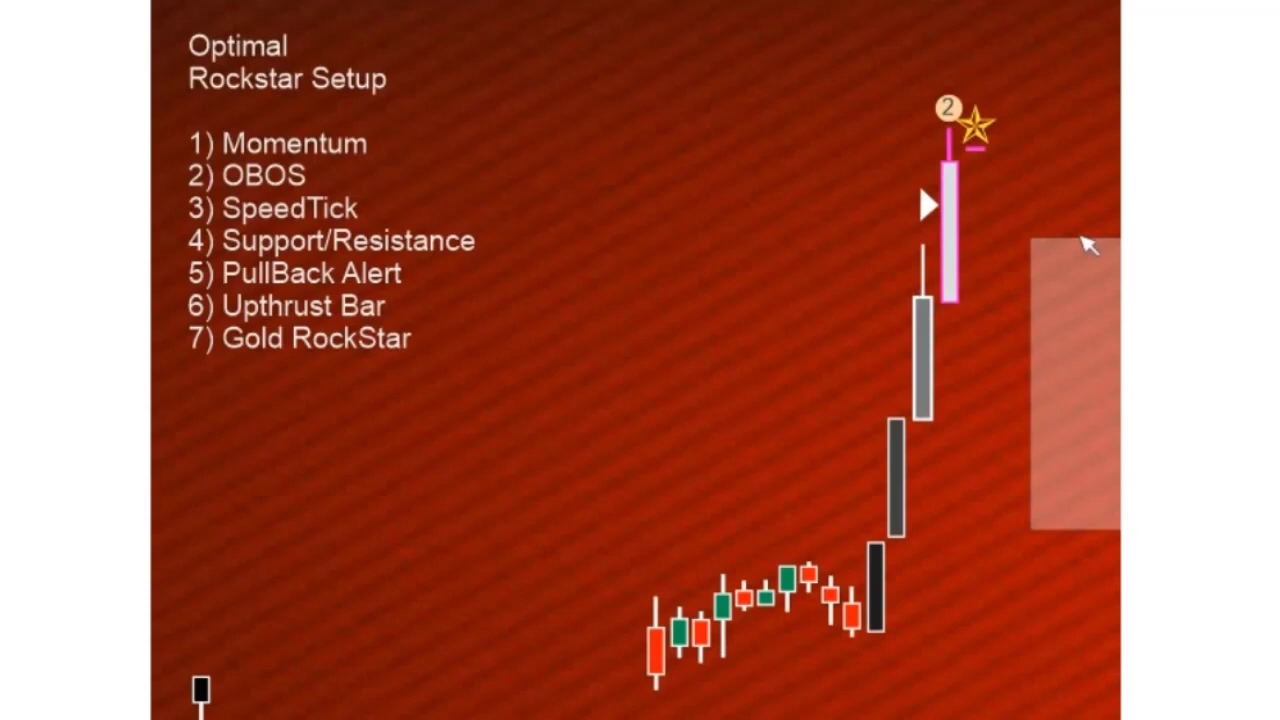 Optimal
Rockstar Setup
1) Momentum
2) OBOS
3) SpeedTick
4) Support/Resistance
5) PullBack Alert
6) Upthrust Bar
7) Gold RockStar
2